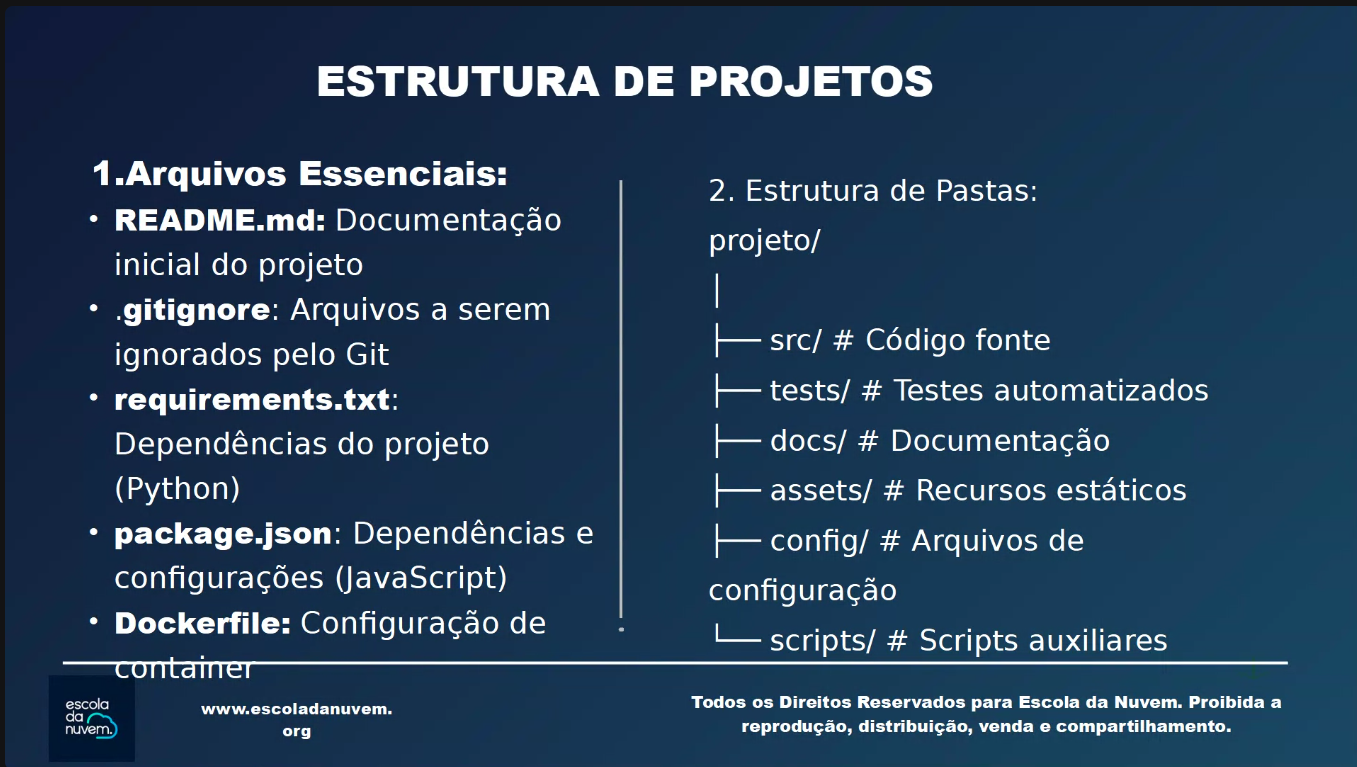 ESTRUTURA DE PROJETOS
1.Arquivos Essenciais:
• README.md: Documentação
inicial do projeto
• .gitignore: Arquivos a serem
ignorados pelo Git
• requirements.txt:
Dependências do projeto
(Python)
• package.json: Dependências e
configurações (JavaScript)
• Dockerfile: Configuração de
container
2. Estrutura de Pastas:
projeto/
│
├── src/ # Código fonte
├── tests/ # Testes automatizados
├── docs/ # Documentação
├── assets/ # Recursos estáticos
├── config/ # Arquivos de
configuração
└── scripts/ # Scripts auxiliares
escola
da
nuvem.
www.escoladanuvem.
org
Todos os Direitos Reservados para Escola da Nuvem. Proibida a
reprodução, distribuição, venda e compartilhamento.